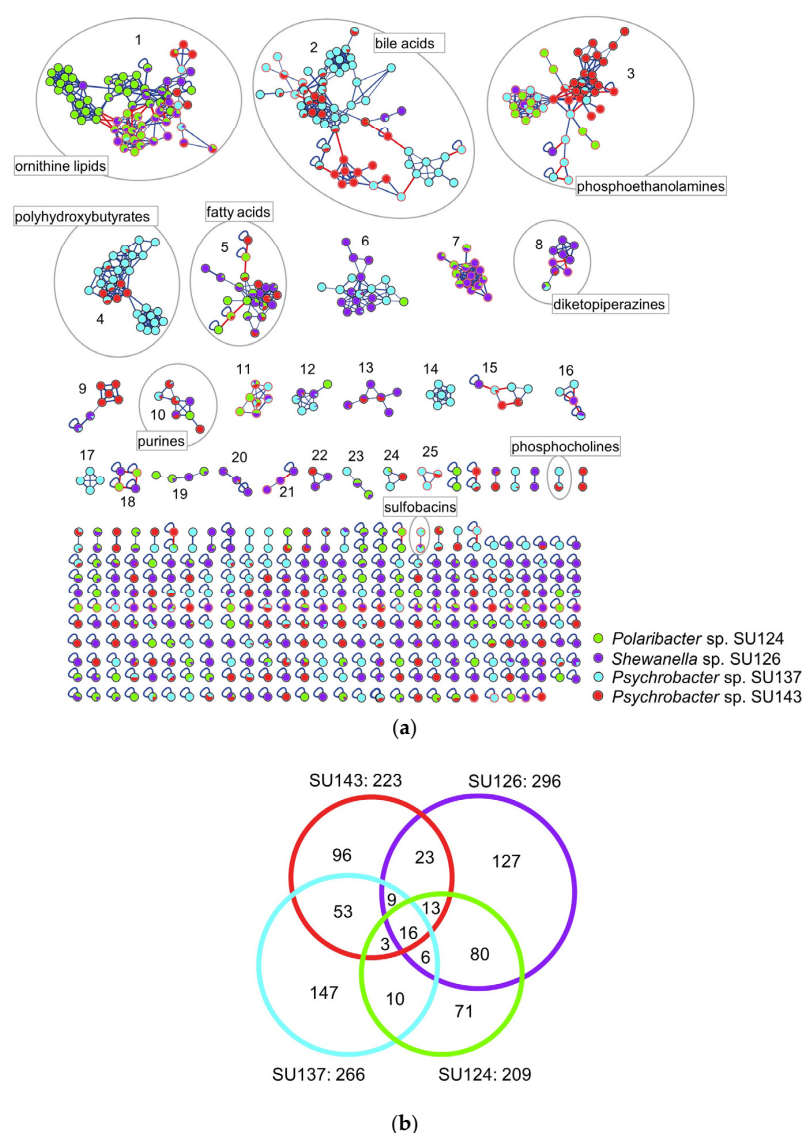 1
2
bile acids
3
ornithine lipids
phosphoethanolamines
polyhydroxybutyrates
fatty acids
4
5
6
7
8
diketopiperazines
9
10
11
12
13
14
15
16
purines
17
18
19
20
21
22
23
24
25
phosphocholines
sulfobacins
Polaribacter sp. SU124
Shewanella sp. SU126
Psychrobacter sp. SU137
Psychrobacter sp. SU143
(a)
SU143: 223
SU126: 296
96
23
127
9
13
53
16
3
6
80
147
10
71
SU137: 266
SU124: 209
(b)